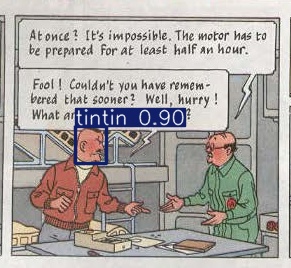 At once ? It's impossible. The motor has to
be prepared for at least half an hour.
Fool ! Couldn't you have remem-
bered that sooner ? Well, hurry !
What ar
tintin 0.90
?